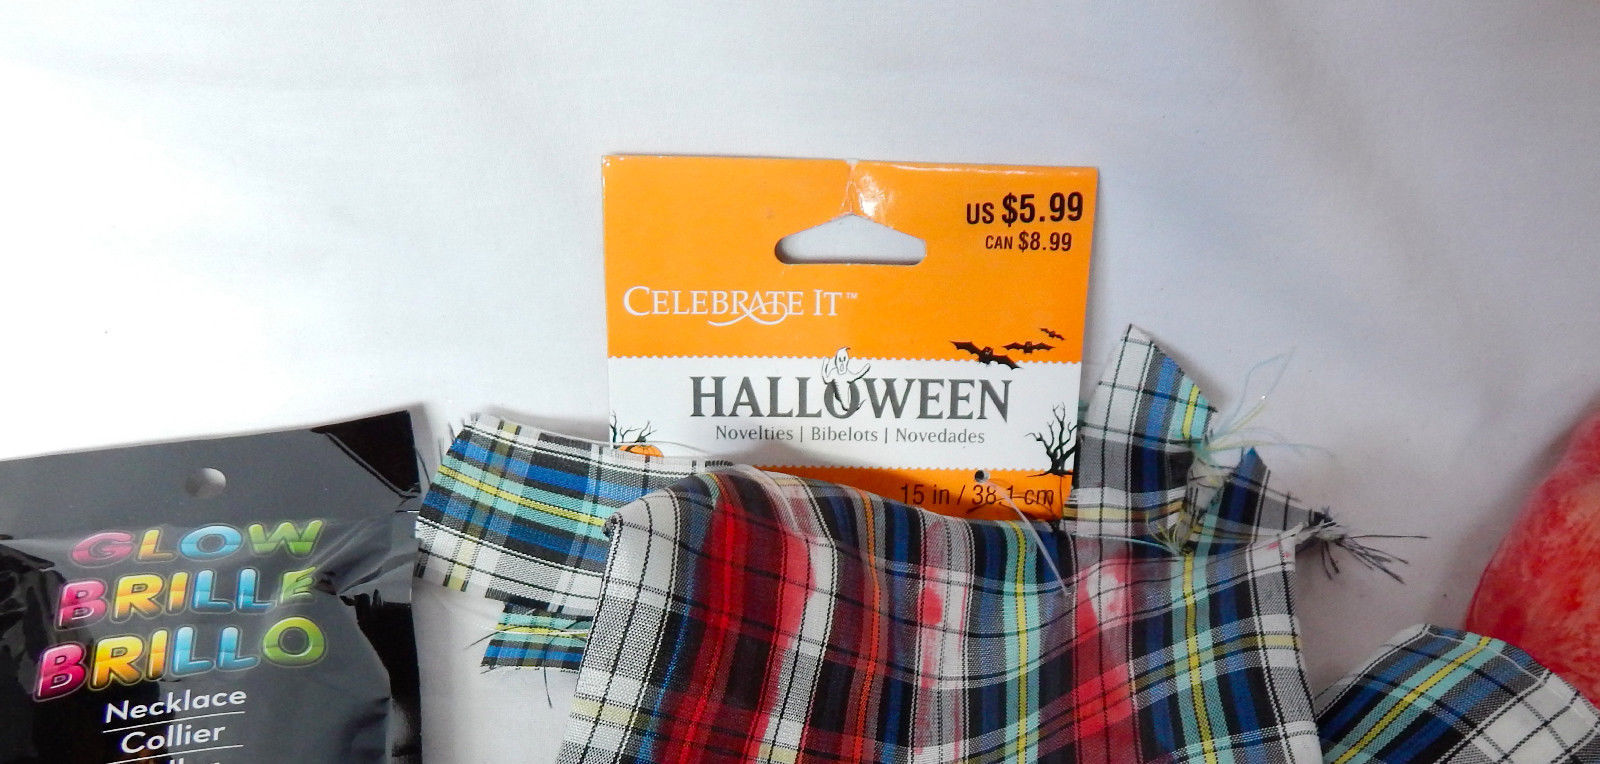 US $5.99
CAN $8.99
CELEBRATE IT™
HALLOWEEN
Novelties | Bibelots | Novedades
15 in / 38.1 cm
GLOW
BRILLE
BRILLO
Necklace
Collier